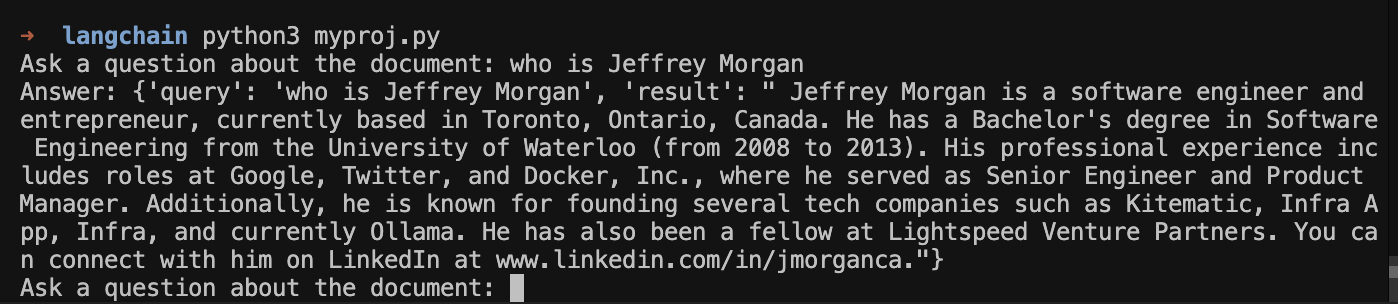 → langchain python3 myproj.py
Ask a question about the document: who is Jeffrey Morgan
Answer: {'query': 'who is Jeffrey Morgan', 'result': " Jeffrey Morgan is a software engineer and
entrepreneur, currently based in Toronto, Ontario, Canada. He has a Bachelor's degree in Software
 Engineering from the University of Waterloo (from 2008 to 2013). His professional experience inc
ludes roles at Google, Twitter, and Docker, Inc., where he served as Senior Engineer and Product
Manager. Additionally, he is known for founding several tech companies such as Kitematic, Infra A
pp, Infra, and currently Ollama. He has also been a fellow at Lightspeed Venture Partners. You ca
n connect with him on LinkedIn at www.linkedin.com/in/jmorganca."}
Ask a question about the document: